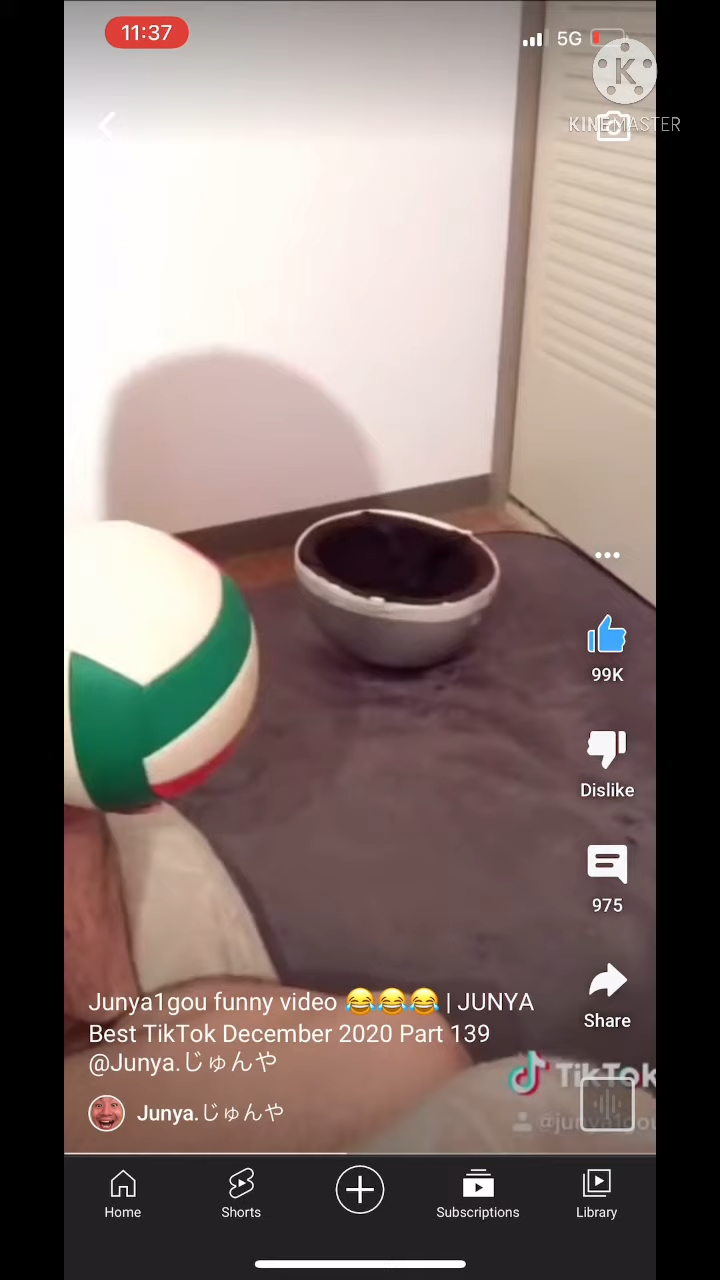 11:37
5G
K
KINEMASTER
99K
Dislike
975
Share
Junya1gou funny video 😂😂😂 | JUNYA
Best TikTok December 2020 Part 139
@Junya.じゅんや
TikTok
Junya.じゅんや
@junya1gou
Home
Shorts
Subscriptions
Library